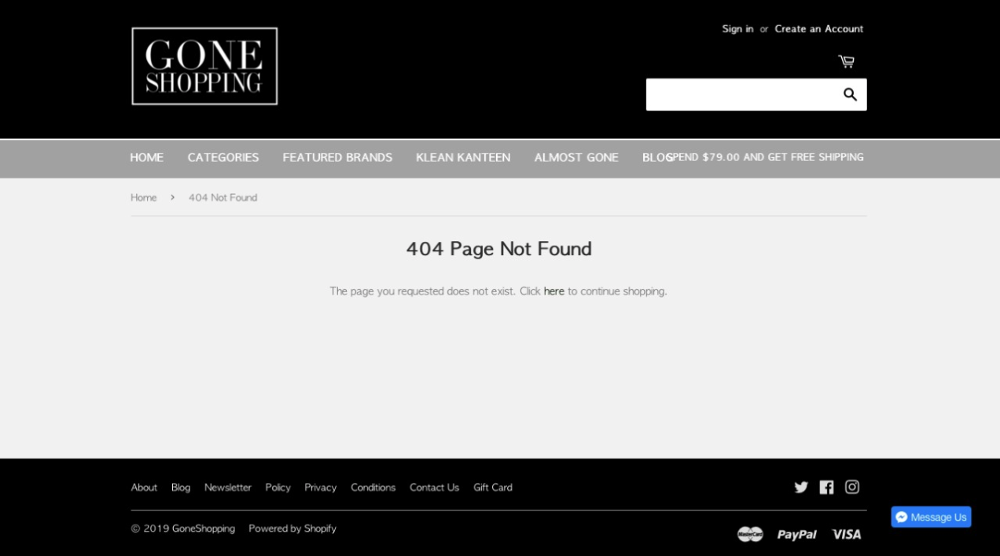 GONE
SHOPPING
Sign in or Create an Account
HOME CATEGORIES FEATURED BRANDS KLEAN KANTEEN ALMOST GONE BLOG SPEND $79.00 AND GET FREE SHIPPING
Home › 404 Not Found
404 Page Not Found
The page you requested does not exist. Click here to continue shopping.
About Blog Newsletter Policy Privacy Conditions Contact Us Gift Card
© 2019 GoneShopping Powered by Shopify
Message Us
MasterCard PayPal VISA